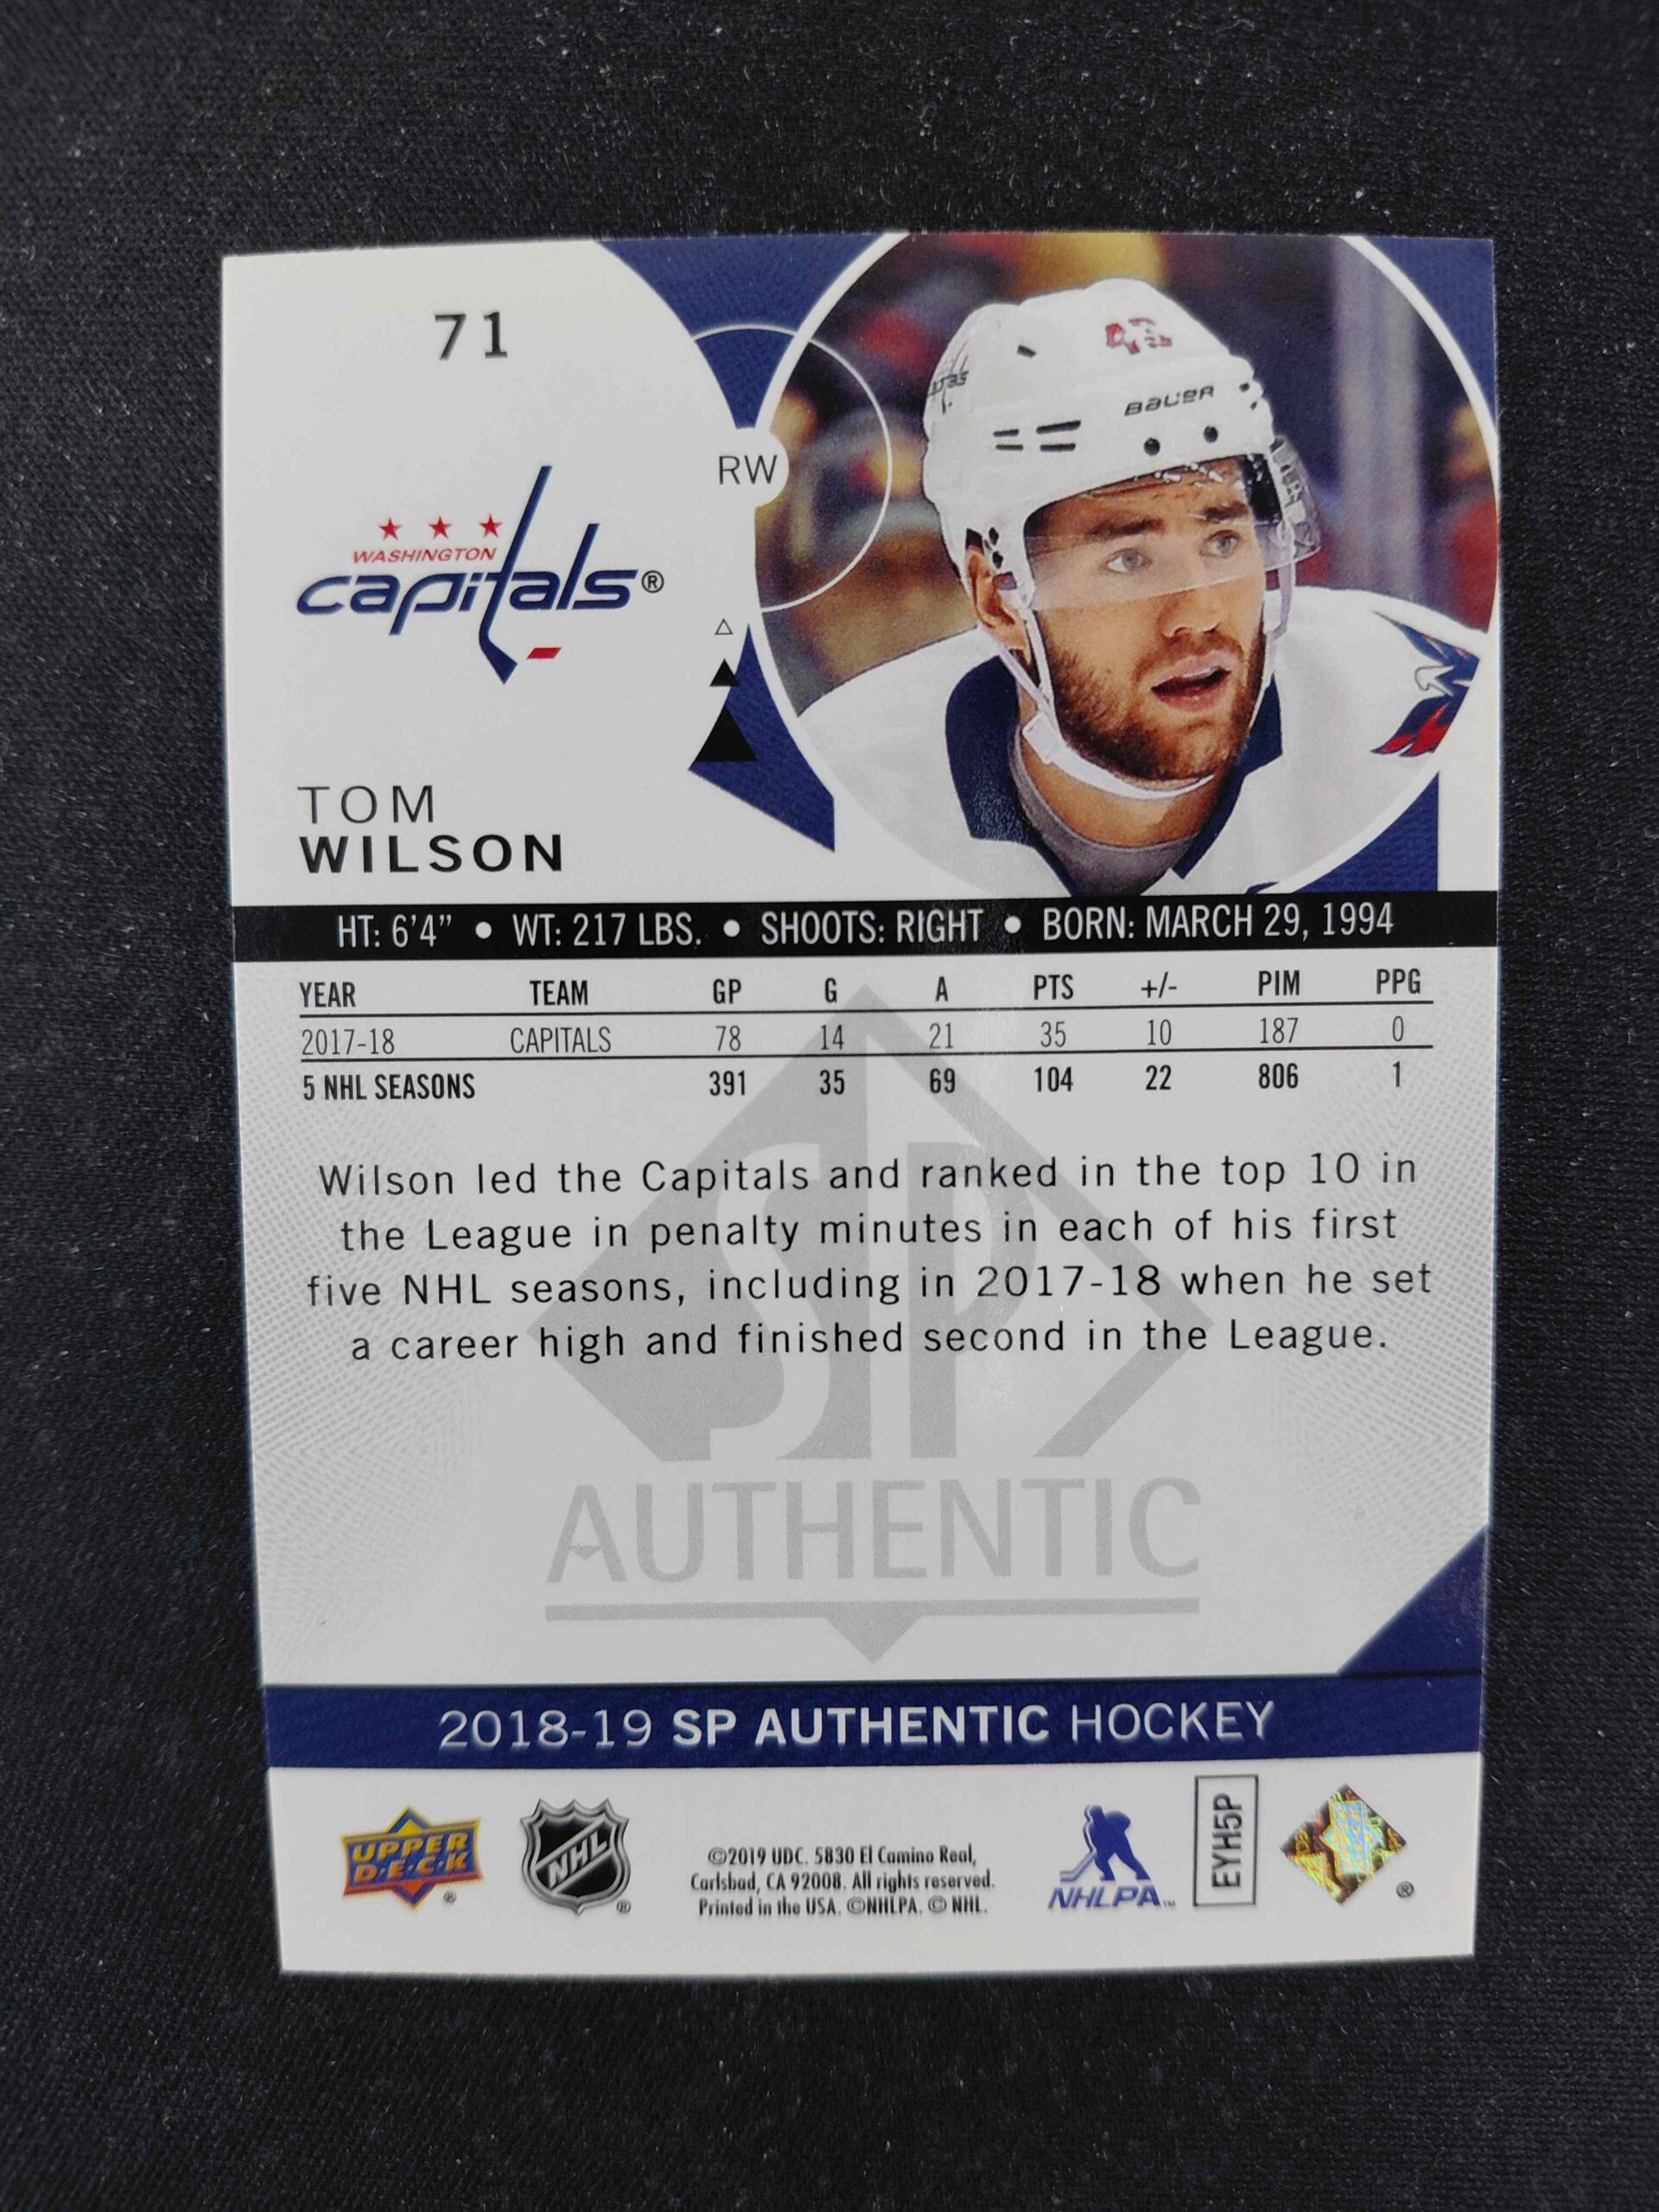 71
RW
43
BAUER
WASHINGTON
capitals®
TOM
WILSON
HT: 6'4" • WT: 217 LBS. • SHOOTS: RIGHT • BORN: MARCH 29, 1994
YEAR TEAM GP G A PTS +/- PIM PPG
2017-18 CAPITALS 78 14 21 35 10 187 0
5 NHL SEASONS 391 35 69 104 22 806 1
Wilson led the Capitals and ranked in the top 10 in
the League in penalty minutes in each of his first
five NHL seasons, including in 2017-18 when he set
a career high and finished second in the League.
SP
AUTHENTIC
2018-19 SP AUTHENTIC HOCKEY
UPPER
D.E.C.K
®
NHL
®
©2019 UDC. 5830 El Camino Real,
Carlsbad, CA 92008. All rights reserved.
Printed in the USA. ©NHLPA. © NHL.
NHLPA™
EYH5P
®